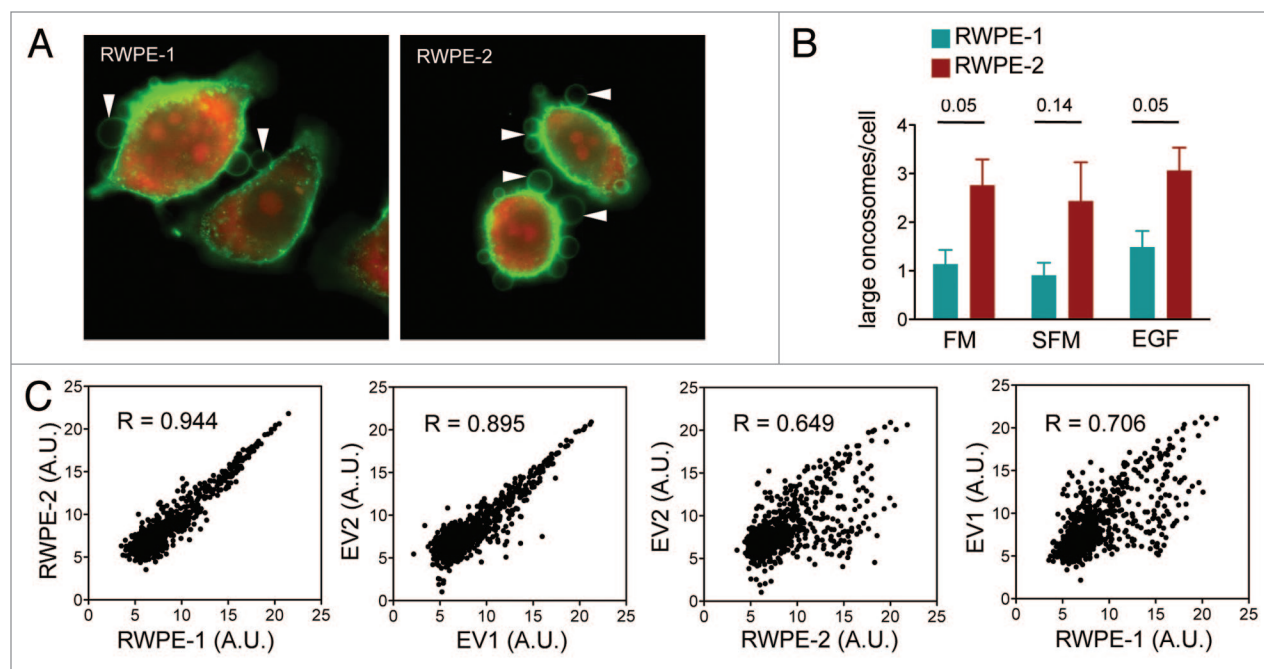 A
RWPE-1
RWPE-2
B
RWPE-1
RWPE-2
0.05
0.14
0.05
large oncosomes/cell
4
3
2
1
0
FM
SFM
EGF
C
R = 0.944
RWPE-2 (A.U.)
25
20
15
10
5
0
0
5
10
15
20
25
RWPE-1 (A.U.)
R = 0.895
EV2 (A..U.)
25
20
15
10
5
0
0
5
10
15
20
25
EV1 (A.U.)
R = 0.649
EV2 (A.U.)
25
20
15
10
5
0
0
5
10
15
20
25
RWPE-2 (A.U.)
R = 0.706
EV1 (A.U.)
25
20
15
10
5
0
0
5
10
15
20
25
RWPE-1 (A.U.)